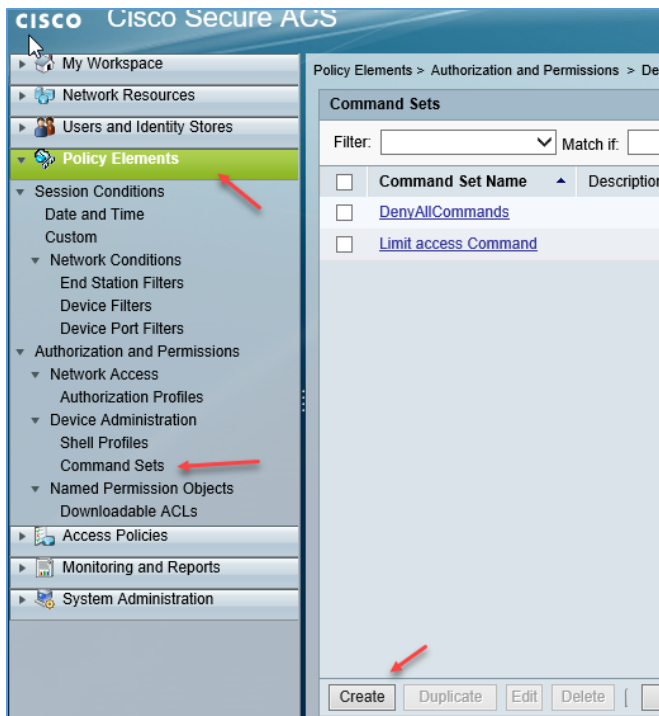 CISCO Cisco Secure ACS
My Workspace
Network Resources
Users and Identity Stores
Policy Elements
Session Conditions
Date and Time
Custom
Network Conditions
End Station Filters
Device Filters
Device Port Filters
Authorization and Permissions
Network Access
Authorization Profiles
Device Administration
Shell Profiles
Command Sets
Named Permission Objects
Downloadable ACLs
Access Policies
Monitoring and Reports
System Administration
Policy Elements > Authorization and Permissions > De
Command Sets
Filter: Match if:
Command Set Name Description
DenyAllCommands
Limit access Command
Create Duplicate Edit Delete |